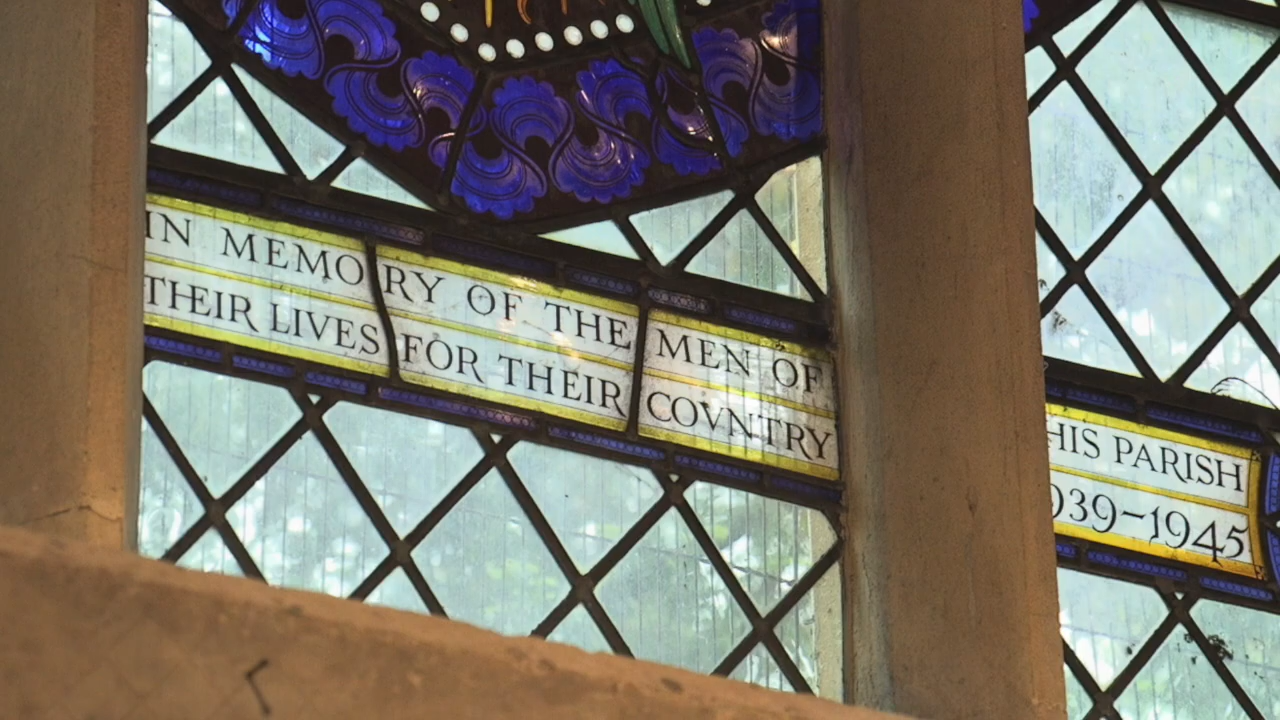 IN MEMORY OF THE MEN OF
THEIR LIVES FOR THEIR COVNTRY
HIS PARISH
939-1945